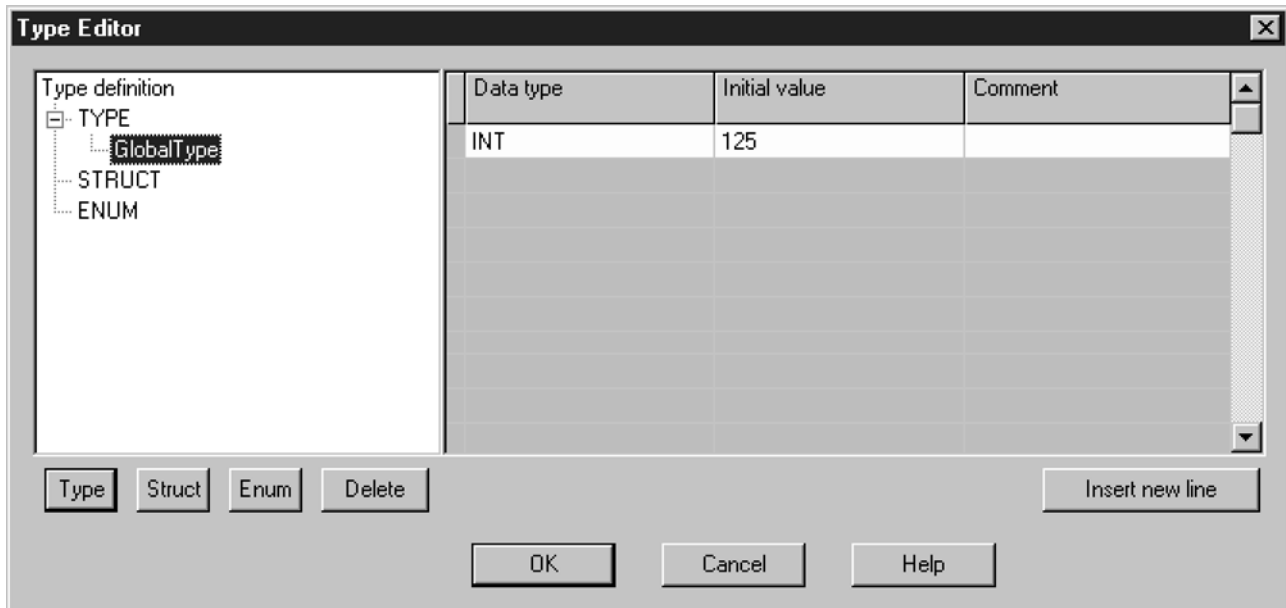 Type Editor
Type definition
TYPE
GlobalType
STRUCT
ENUM
Data type Initial value Comment
INT 125
Type Struct Enum Delete Insert new line
OK Cancel Help